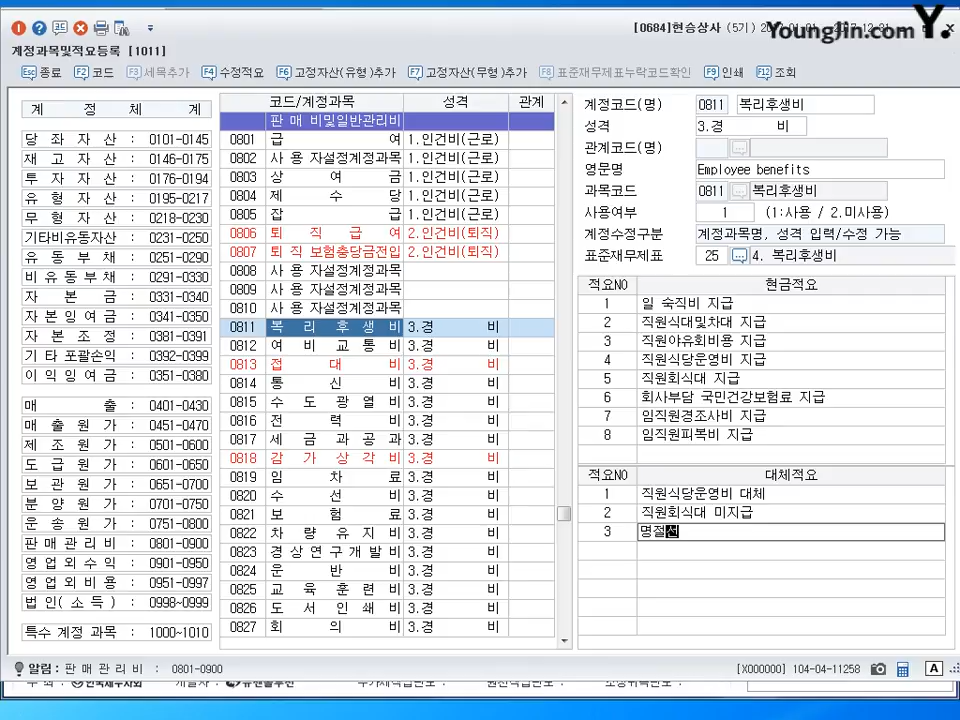 [0684]현승상사 (5기)
YoungJin.com Y.
계정과목및적요등록 [1011]
Esc 종료 F2 코드 F3 세목추가 F4 수정적요 F6 고정자산(유형)추가 F7 고정자산(무형)추가 F8 표준재무제표누락코드확인 F9 인쇄 F12 조회
계 정 체 계
당 좌 자 산 : 0101-0145
재 고 자 산 : 0146-0175
투 자 자 산 : 0176-0194
유 형 자 산 : 0195-0217
무 형 자 산 : 0218-0230
기타비유동자산 : 0231-0250
유 동 부 채 : 0251-0290
비 유 동 부 채 : 0291-0330
자 본 금 : 0331-0340
자 본 잉 여 금 : 0341-0350
자 본 조 정 : 0381-0391
기 타 포괄손익 : 0392-0399
이 익 잉 여 금 : 0351-0380
매 출 : 0401-0430
매 출 원 가 : 0451-0470
제 조 원 가 : 0501-0600
도 급 원 가 : 0601-0650
보 관 원 가 : 0651-0700
분 양 원 가 : 0701-0750
운 송 원 가 : 0751-0800
판 매 관 리 비 : 0801-0900
영 업 외 수 익 : 0901-0950
영 업 외 비 용 : 0951-0997
법 인 ( 소 득 ) : 0998~0999
특수 계정 과목 : 1000~1010
코드/계정과목 성격 관계
판 매 비및일반관리비
0801 급 여 1.인건비(근로)
0802 사 용 자설정계정과목 1.인건비(근로)
0803 상 여 금 1.인건비(근로)
0804 제 수 당 1.인건비(근로)
0805 잡 급 1.인건비(근로)
0806 퇴 직 급 여 2.인건비(퇴직)
0807 퇴 직 보험충당금전입 2.인건비(퇴직)
0808 사 용 자설정계정과목
0809 사 용 자설정계정과목
0810 사 용 자설정계정과목
0811 복 리 후 생 비 3.경 비
0812 여 비 교 통 비 3.경 비
0813 접 대 비 3.경 비
0814 통 신 비 3.경 비
0815 수 도 광 열 비 3.경 비
0816 전 력 비 3.경 비
0817 세 금 과 공 과 3.경 비
0818 감 가 상 각 비 3.경 비
0819 임 차 료 3.경 비
0820 수 선 비 3.경 비
0821 보 험 료 3.경 비
0822 차 량 유 지 비 3.경 비
0823 경 상 연 구 개 발 비 3.경 비
0824 운 반 비 3.경 비
0825 교 육 훈 련 비 3.경 비
0826 도 서 인 쇄 비 3.경 비
0827 회 의 비 3.경 비
계정코드(명) 0811 복리후생비
성격 3.경 비
관계코드(명)
영문명 Employee benefits
과목코드 0811 복리후생비
사용여부 1 (1:사용 / 2.미사용)
계정수정구분 계정과목명, 성격 입력/수정 가능
표준재무제표 25 4. 복리후생비
적요NO 현금적요
1 일 숙직비 지급
2 직원식대및차대 지급
3 직원야유회비용 지급
4 직원식당운영비 지급
5 직원회식대 지급
6 회사부담 국민건강보험료 지급
7 임직원경조사비 지급
8 임직원피복비 지급
적요NO 대체적요
1 직원식당운영비 대체
2 직원회식대 미지급
3 명절선
알림 : 판 매 관 리 비 : 0801-0900
[X000000] 104-04-11258 A